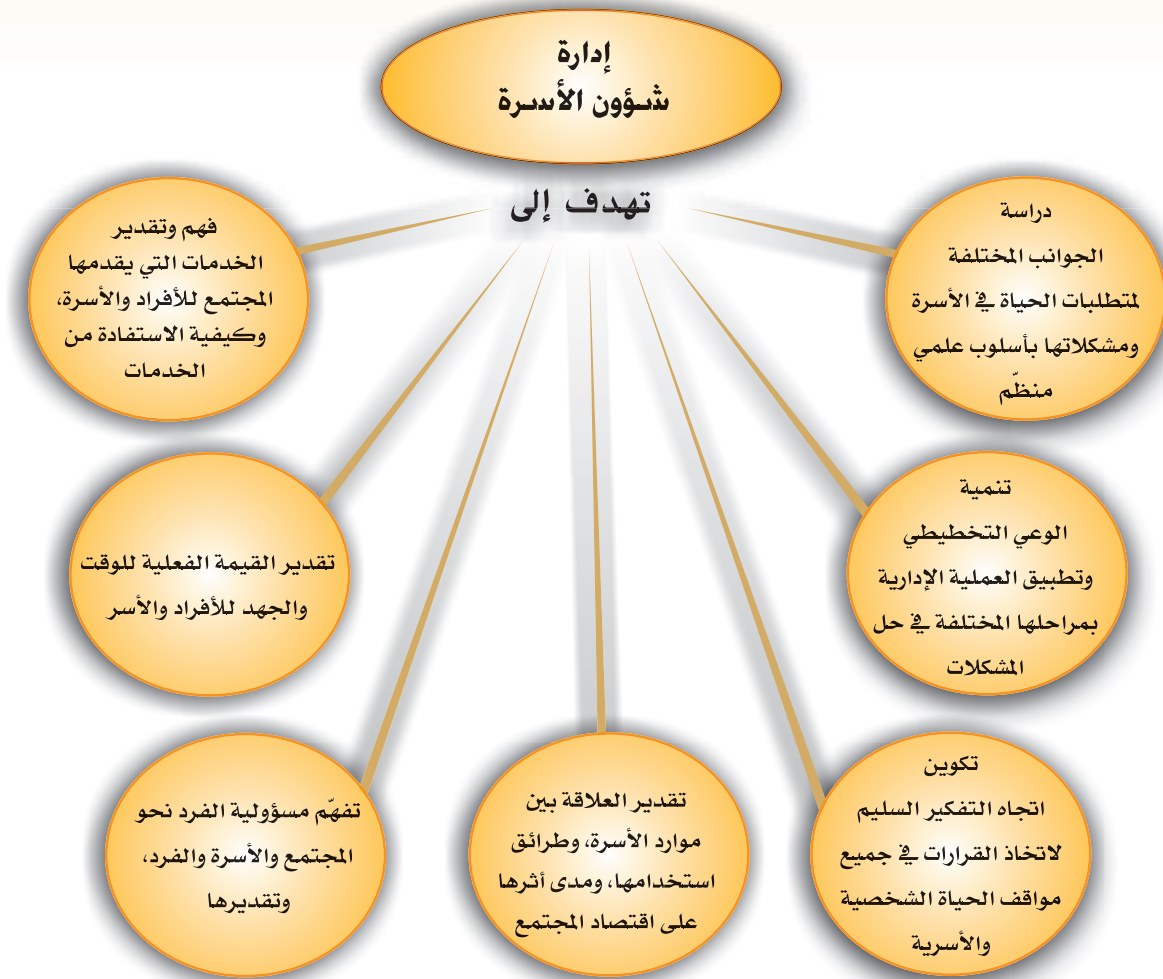 إدارة
شؤون الأسرة
تهدف إلى
دراسة
الجوانب المختلفة
لمتطلبات الحياة في الأسرة
ومشكلاتها بأسلوب علمي
منظّم
تنمية
الوعي التخطيطي
وتطبيق العملية الإدارية
بمراحلها المختلفة في حل
المشكلات
تكوين
اتجاه التفكير السليم
لاتخاذ القرارات في جميع
مواقف الحياة الشخصية
والأسرية
تقدير العلاقة بين
موارد الأسرة، وطرائق
استخدامها، ومدى أثرها
على اقتصاد المجتمع
تفهّم مسؤولية الفرد نحو
المجتمع والأسرة والفرد،
وتقديرها
تقدير القيمة الفعلية للوقت
والجهد للأفراد والأسر
فهم وتقدير
الخدمات التي يقدمها
المجتمع للأفراد والأسرة،
وكيفية الاستفادة من
الخدمات